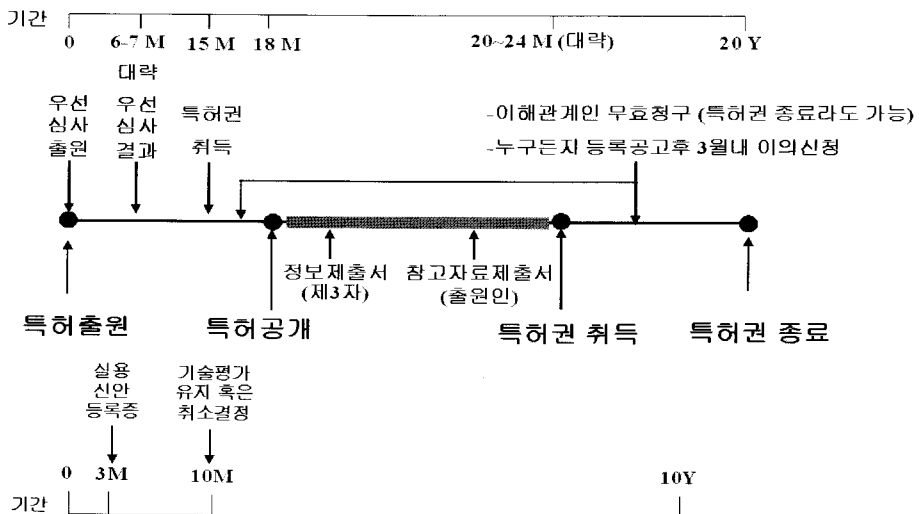 기간
0 6-7 M 15 M 18 M 20~24 M (대략) 20 Y
대략
우선
심사
출원
우선
심사
결과
특허권
취득
-이해관계인 무효청구 (특허권 종료라도 가능)
-누구든지 등록공고후 3월내 이의신청
정보제출서
(제3자)
참고자료제출서
(출원인)
특허출원 특허공개 특허권 취득 특허권 종료
실용
신안
등록증
기술평가
유지 혹은
취소결정
0 3M 10M 10Y
기간